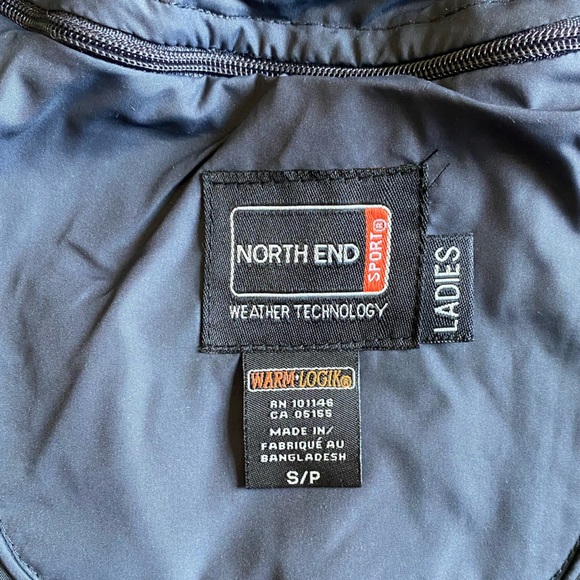 NORTH END
SPORT®
WEATHER TECHNOLOGY
LADIES
WARM·LOGIK®
RN 101146
CA 05155
MADE IN/
FABRIQUÉ AU
BANGLADESH
S/P